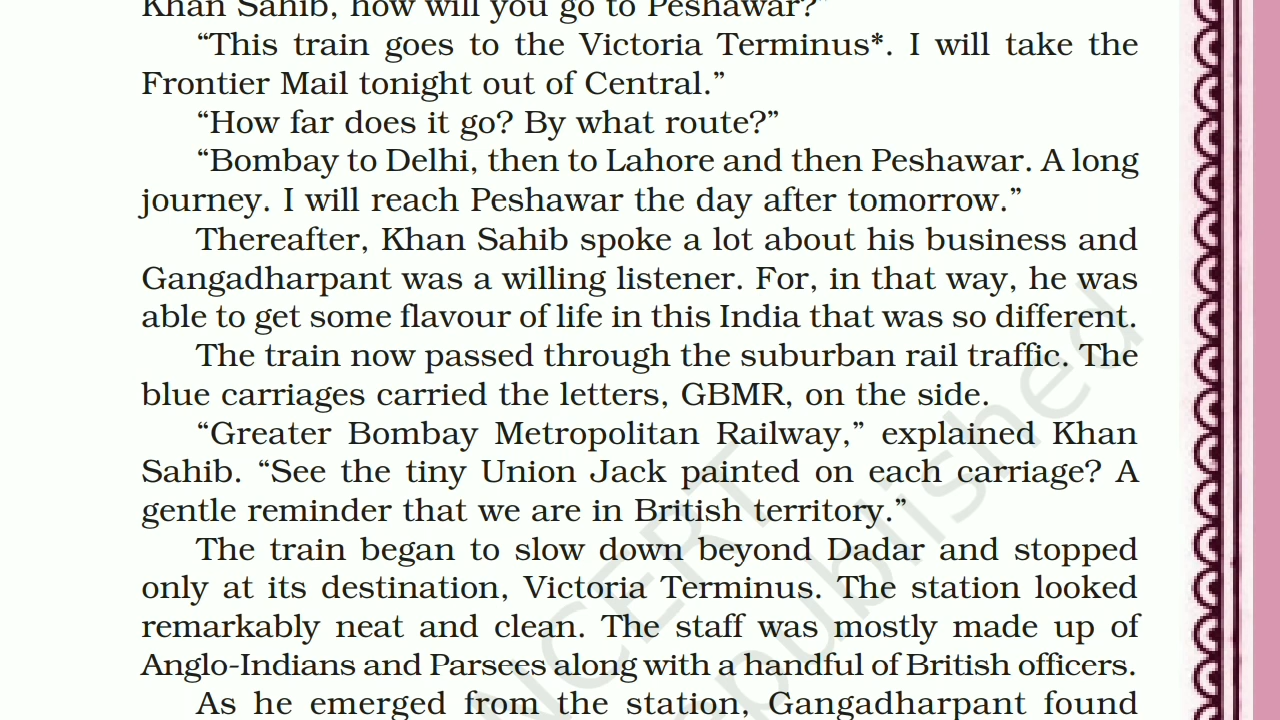 Khan Sahib, how will you go to Peshawar?”
“This train goes to the Victoria Terminus*. I will take the
Frontier Mail tonight out of Central.”
“How far does it go? By what route?”
“Bombay to Delhi, then to Lahore and then Peshawar. A long
journey. I will reach Peshawar the day after tomorrow.”
Thereafter, Khan Sahib spoke a lot about his business and
Gangadharpant was a willing listener. For, in that way, he was
able to get some flavour of life in this India that was so different.
The train now passed through the suburban rail traffic. The
blue carriages carried the letters, GBMR, on the side.
“Greater Bombay Metropolitan Railway,” explained Khan
Sahib. “See the tiny Union Jack painted on each carriage? A
gentle reminder that we are in British territory.”
The train began to slow down beyond Dadar and stopped
only at its destination, Victoria Terminus. The station looked
remarkably neat and clean. The staff was mostly made up of
Anglo-Indians and Parsees along with a handful of British officers.
As he emerged from the station, Gangadharpant found
NCERT
published